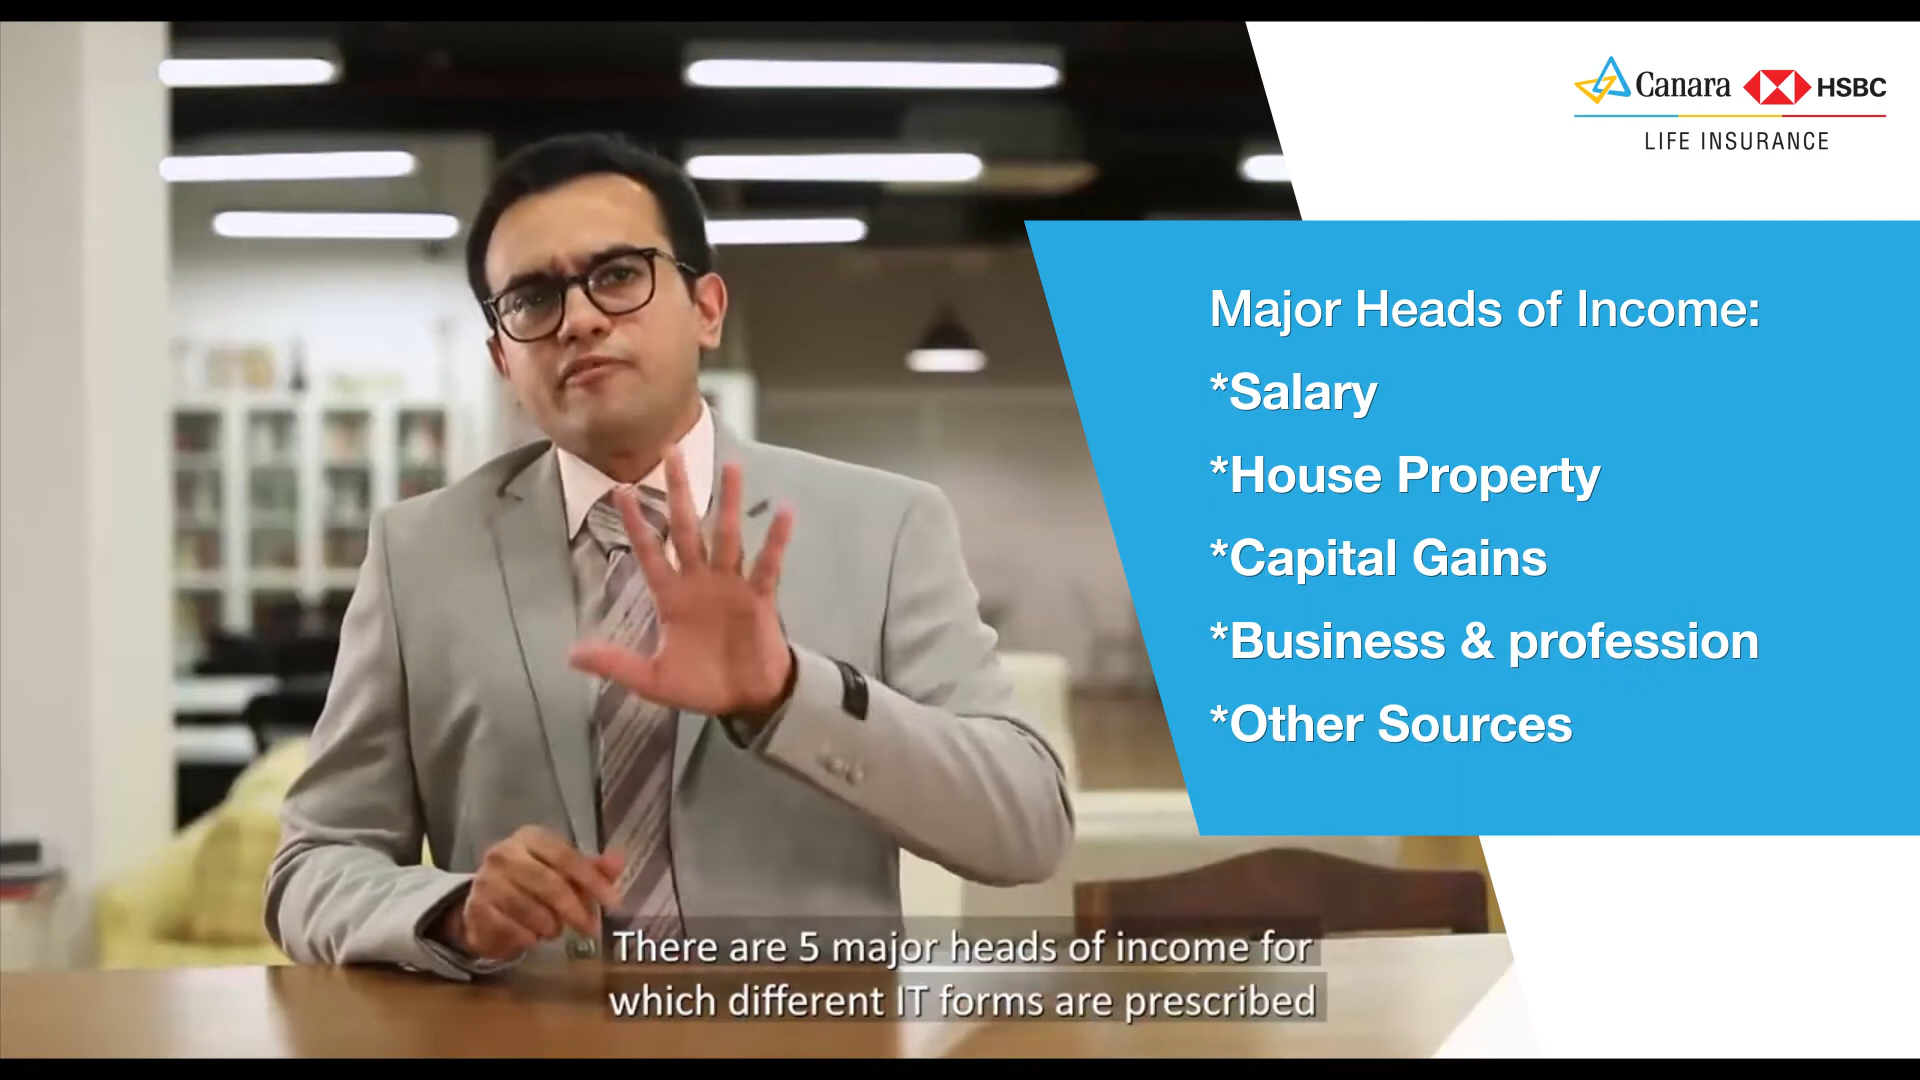 Canara HSBC
LIFE INSURANCE
Major Heads of Income:
*Salary
*House Property
*Capital Gains
*Business & profession
*Other Sources
There are 5 major heads of income for
which different IT forms are prescribed